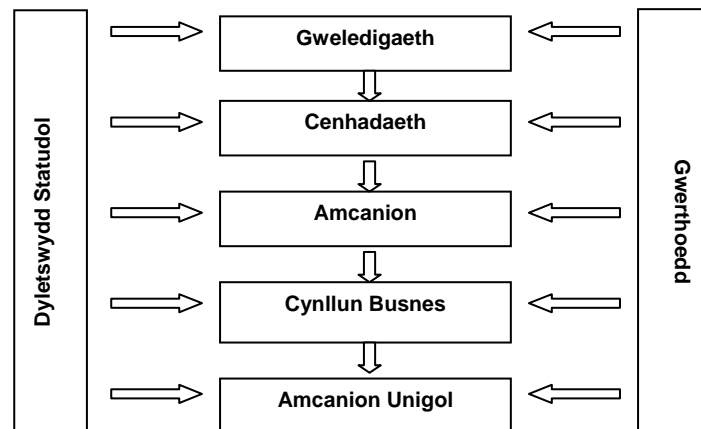 Dyletswydd Statudol
Gweledigaeth
Cenhadaeth
Amcanion
Cynllun Busnes
Amcanion Unigol
Gwerthoedd